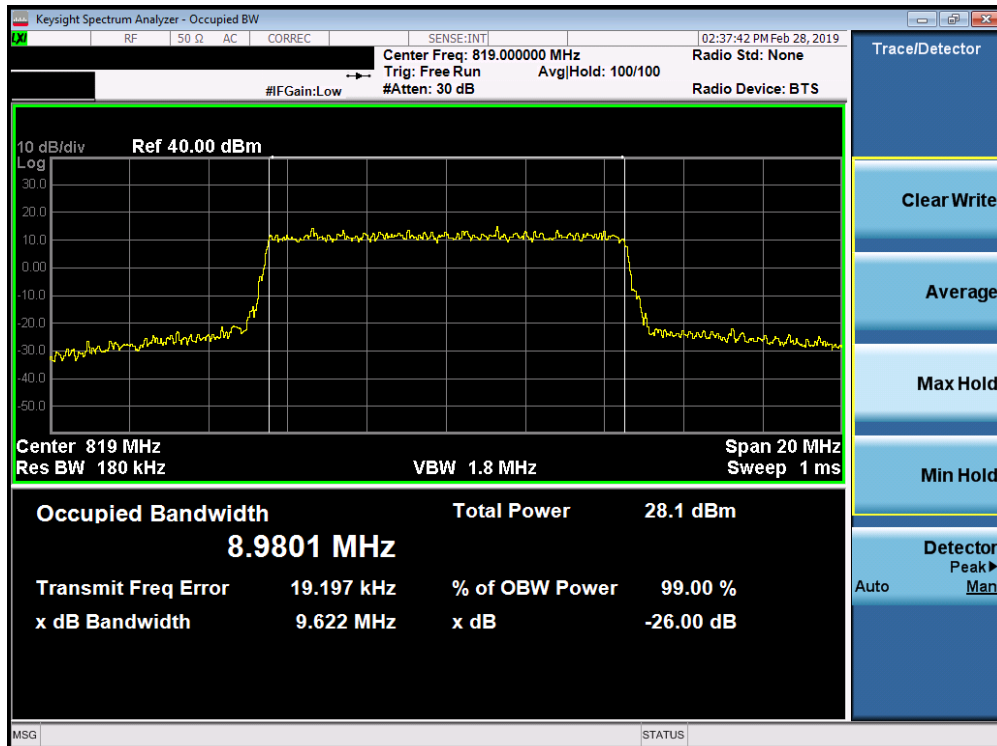 Keysight Spectrum Analyzer - Occupied BW
LXI RF 50 Ω AC CORREC SENSE:INT 02:37:42 PM Feb 28, 2019
Center Freq: 819.000000 MHz Radio Std: None
Trig: Free Run Avg|Hold: 100/100
#IFGain:Low #Atten: 30 dB Radio Device: BTS
10 dB/div Ref 40.00 dBm
Log
30.0
20.0
10.0
0.00
-10.0
-20.0
-30.0
-40.0
-50.0
Center 819 MHz Span 20 MHz
Res BW 180 kHz VBW 1.8 MHz Sweep 1 ms
Occupied Bandwidth Total Power 28.1 dBm
8.9801 MHz
Transmit Freq Error 19.197 kHz % of OBW Power 99.00 %
x dB Bandwidth 9.622 MHz x dB -26.00 dB
MSG STATUS
Trace/Detector
Clear Write
Average
Max Hold
Min Hold
Detector
Peak▶
Auto Man